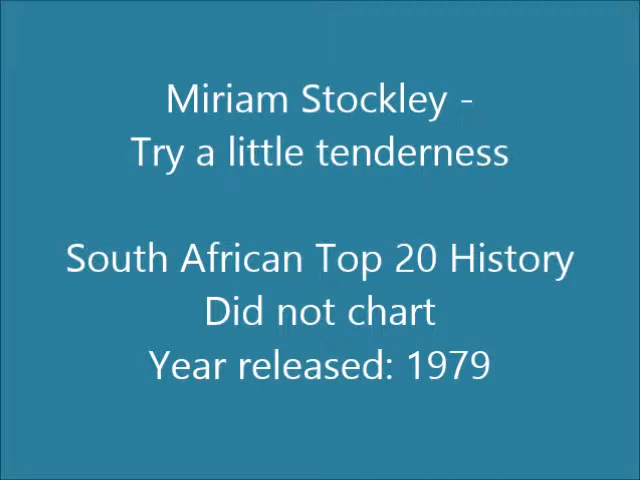 Miriam Stockley -
Try a little tenderness
South African Top 20 History
Did not chart
Year released: 1979